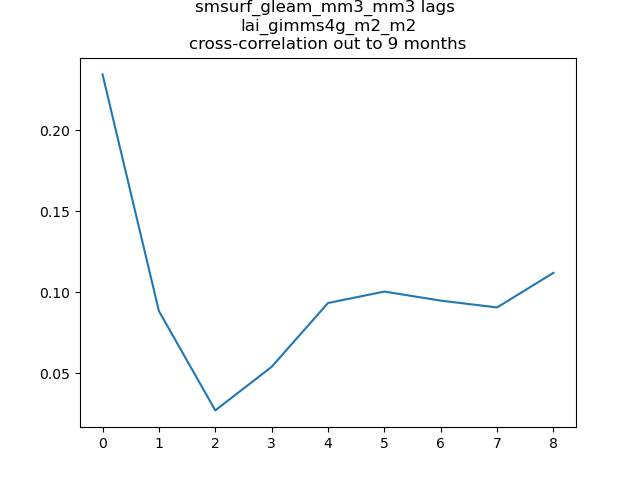 smsurf_gleam_mm3_mm3 lags
lai_gimms4g_m2_m2
cross-correlation out to 9 months
0.20
0.15
0.10
0.05
0 1 2 3 4 5 6 7 8